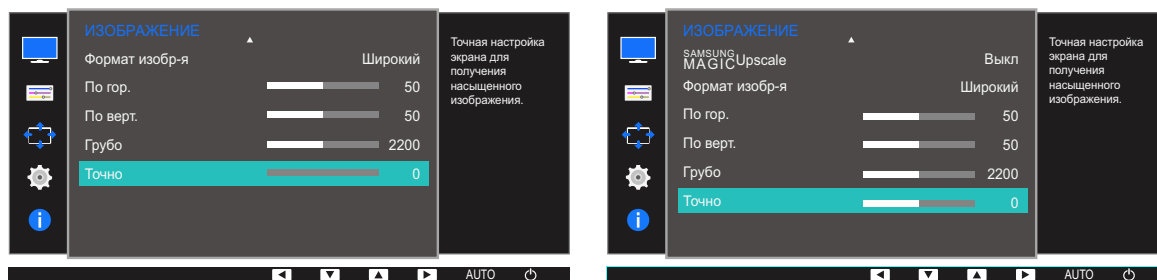 ИЗОБРАЖЕНИЕ
Формат изобр-я Широкий
По гор. 50
По верт. 50
Грубо 2200
Точно 0
Точная настройка
экрана для
получения
насыщенного
изображения.
AUTO
ИЗОБРАЖЕНИЕ
SAMSUNG
MAGIC Upscale Выкл
Формат изобр-я Широкий
По гор. 50
По верт. 50
Грубо 2200
Точно 0
Точная настройка
экрана для
получения
насыщенного
изображения.
AUTO